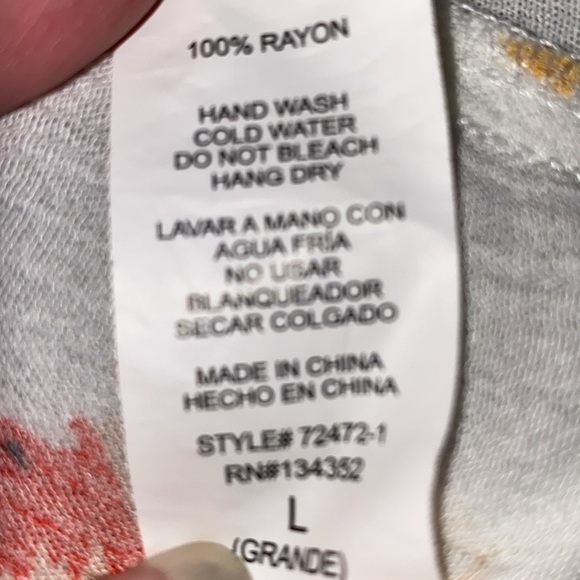 100% RAYON
HAND WASH
COLD WATER
DO NOT BLEACH
HANG DRY
LAVAR A MANO CON
AGUA FRÍA
NO USAR
BLANQUEADOR
SECAR COLGADO
MADE IN CHINA
HECHO EN CHINA
STYLE# 72472-1
RN#134352
L
(GRANDE)